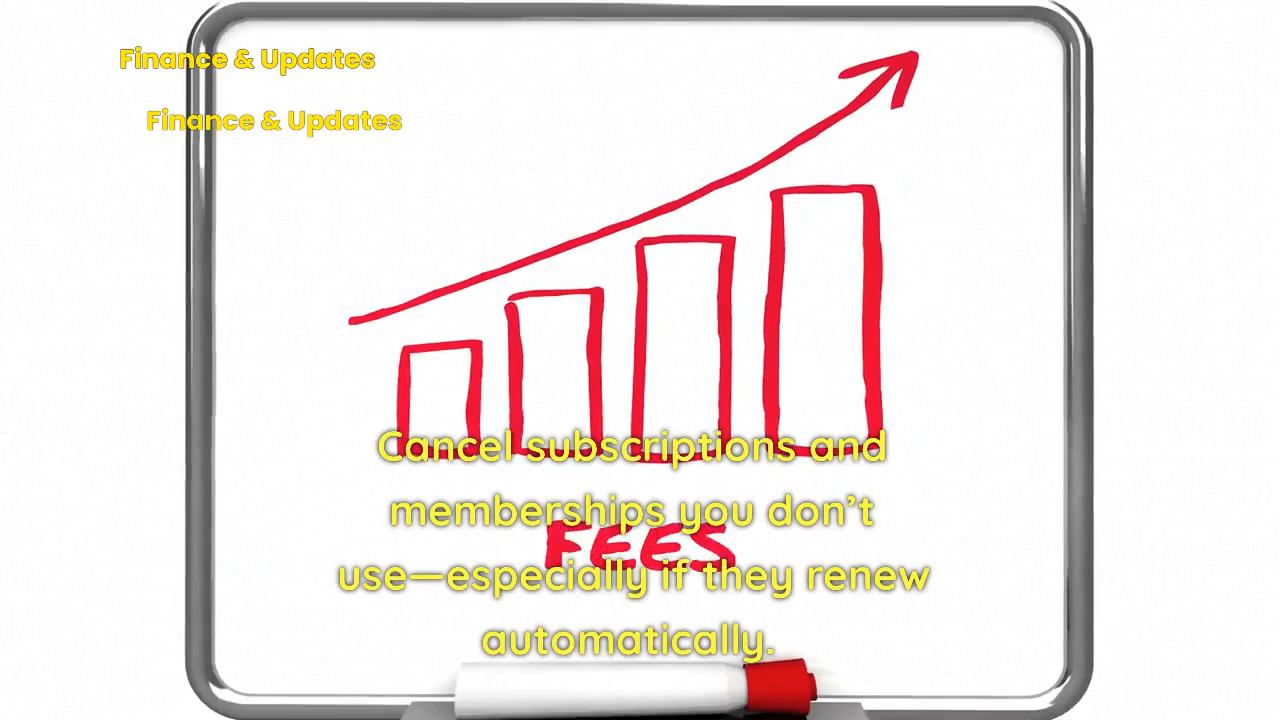 Finance & Updates
Finance & Updates
Cancel subscriptions and
memberships you don’t
FEES
use—especially if they renew
automatically.